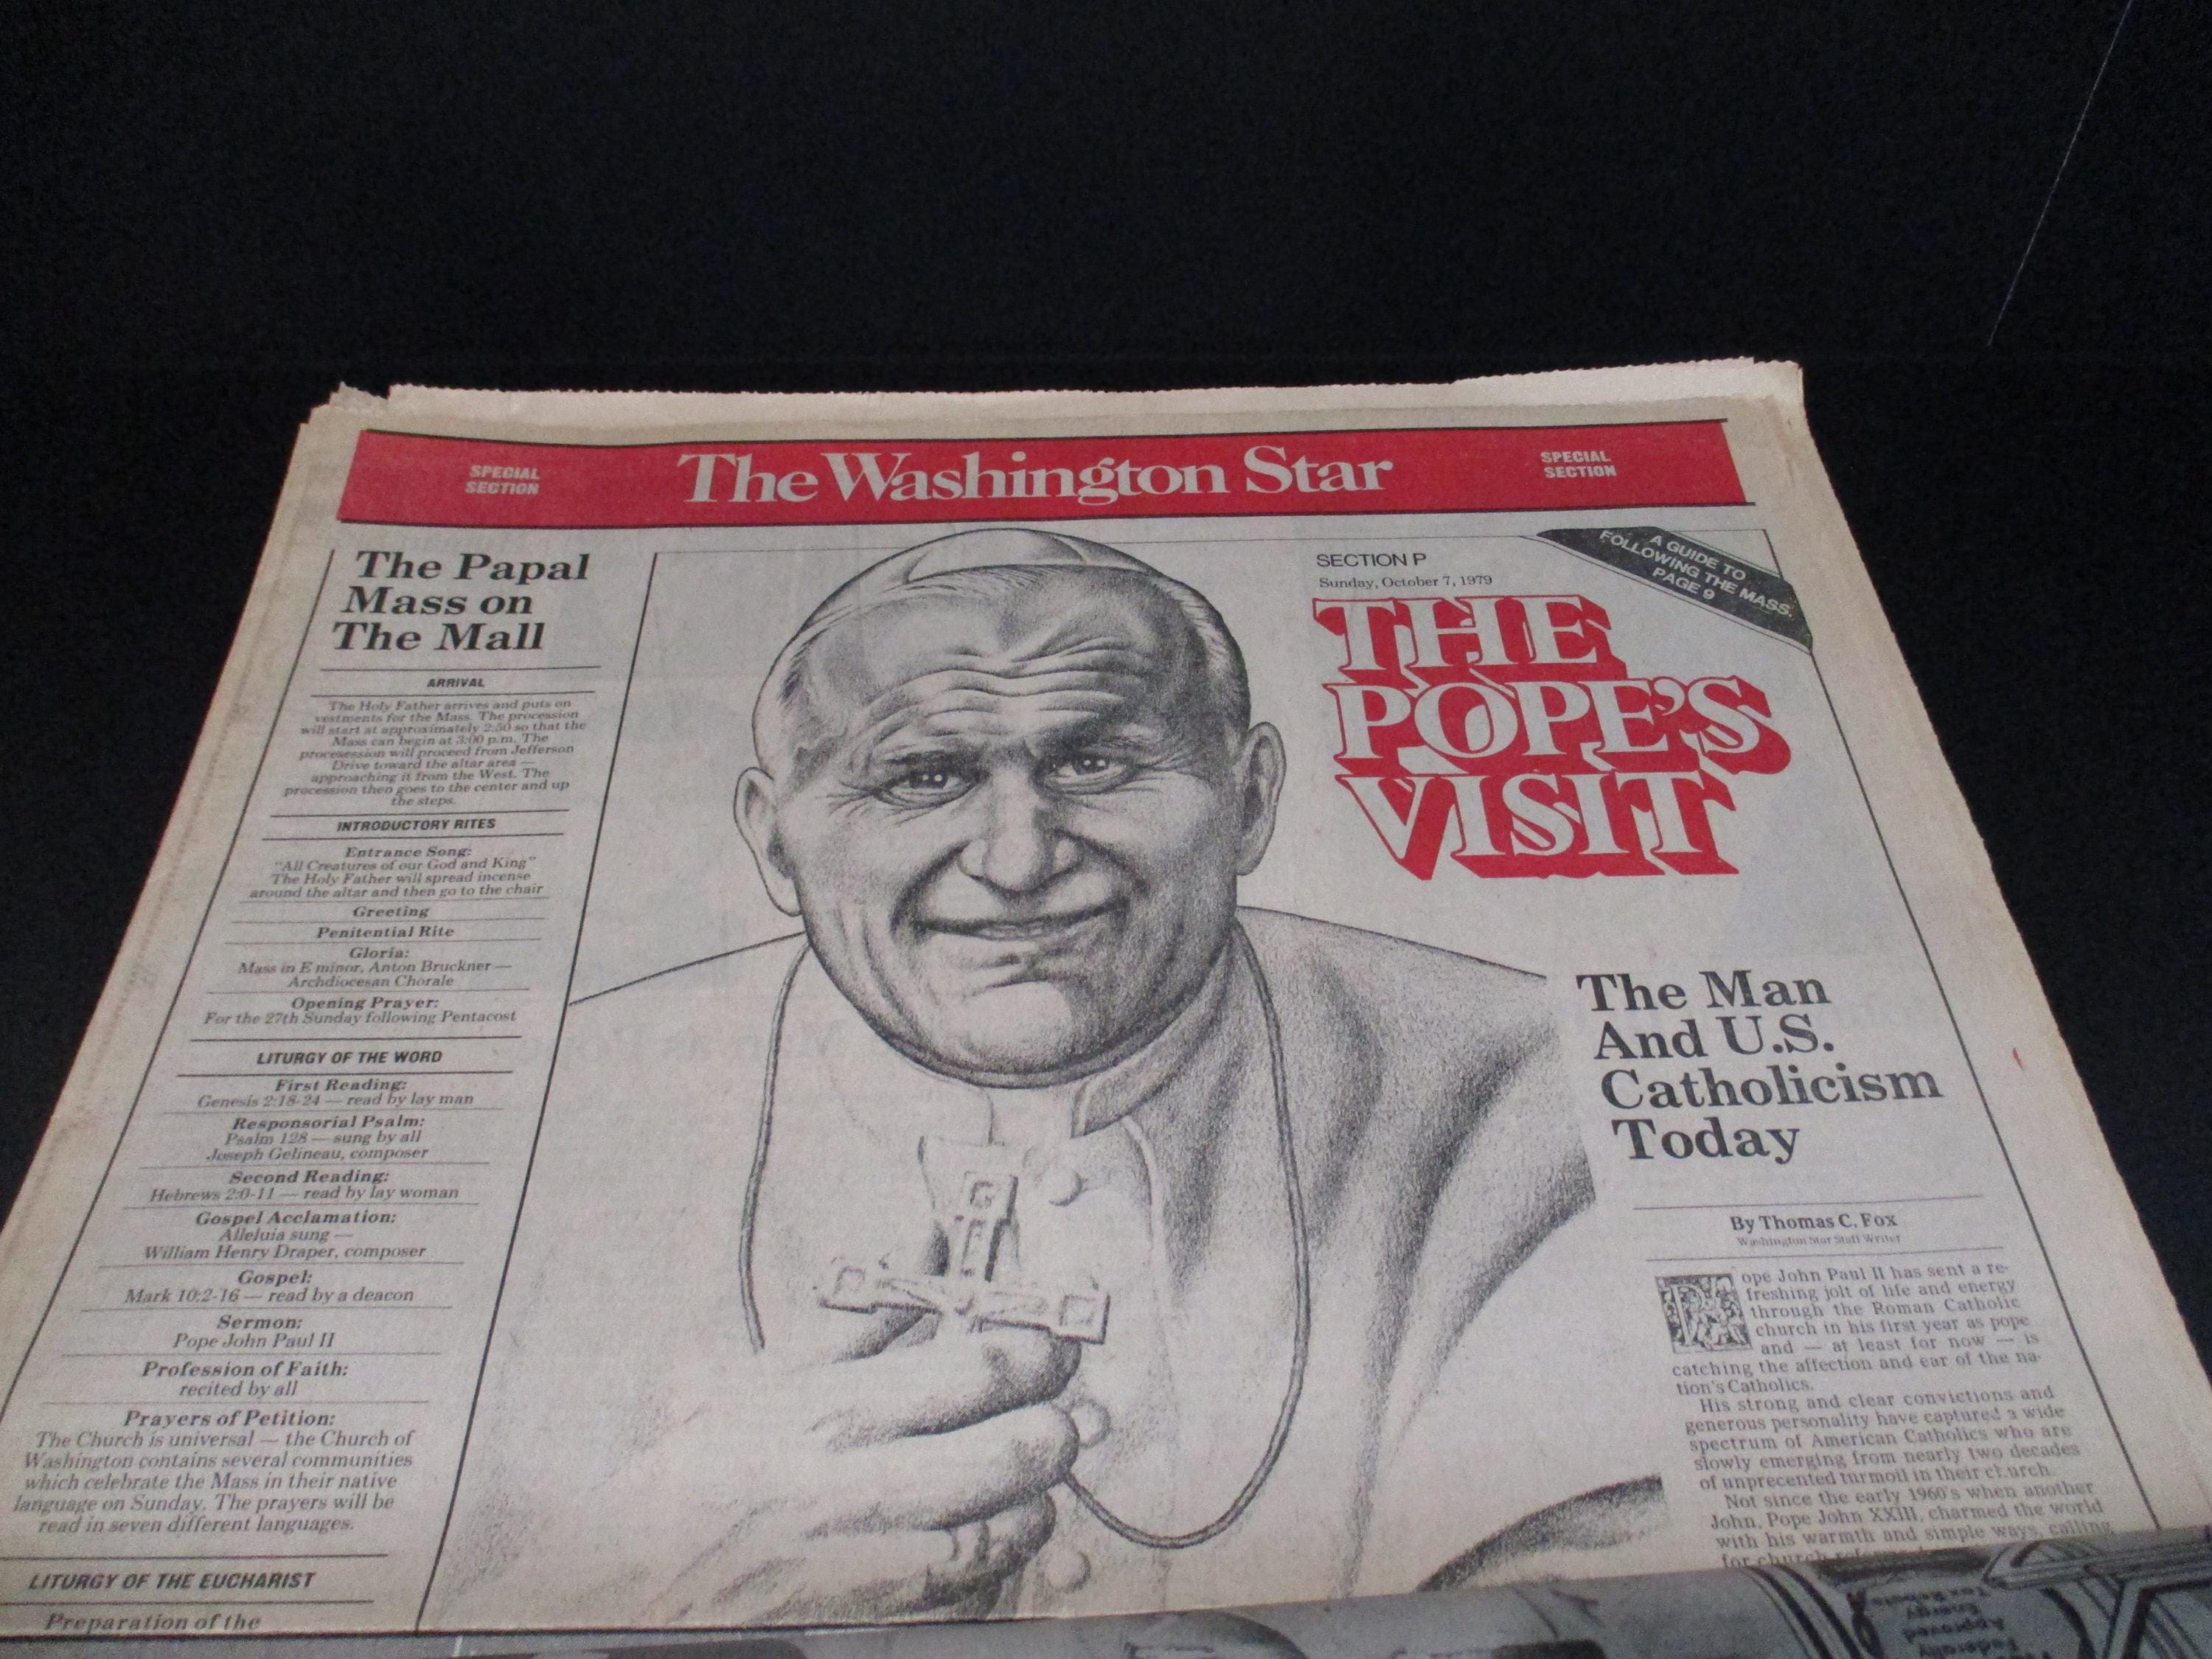 SPECIAL
SECTION
The Washington Star
SPECIAL
SECTION
The Papal
Mass on
The Mall
ARRIVAL
The Holy Father arrives and puts on
vestments for the Mass. The procession
will start at approximately 2:50 so that the
Mass can begin at 3:00 p.m. The
procesession will proceed from Jefferson
Drive toward the altar area —
approaching it from the West. The
procession then goes to the center and up
the steps.
INTRODUCTORY RITES
Entrance Song:
"All Creatures of our God and King"
The Holy Father will spread incense
around the altar and then go to the chair
Greeting
Penitential Rite
Gloria:
Mass in E minor, Anton Bruckner —
Archdiocesan Chorale
Opening Prayer:
For the 27th Sunday following Pentacost
LITURGY OF THE WORD
First Reading:
Genesis 2:18-24 — read by lay man
Responsorial Psalm:
Psalm 128 — sung by all
Joseph Gelineau, composer
Second Reading:
Hebrews 2:0-11 — read by lay woman
Gospel Acclamation:
Alleluia sung —
William Henry Draper, composer
Gospel:
Mark 10:2-16 — read by a deacon
Sermon:
Pope John Paul II
Profession of Faith:
recited by all
Prayers of Petition:
The Church is universal — the Church of
Washington contains several communities
which celebrate the Mass in their native
language on Sunday. The prayers will be
read in seven different languages.
LITURGY OF THE EUCHARIST
Preparation of the
SECTION P
Sunday, October 7, 1979
A GUIDE TO
FOLLOWING THE MASS.
PAGE 9
THE
POPE'S
VISIT
The Man
And U.S.
Catholicism
Today
By Thomas C. Fox
Washington Star Staff Writer
Pope John Paul II has sent a re-
freshing jolt of life and energy
through the Roman Catholic
church in his first year as pope
and — at least for now — is
catching the affection and ear of the na-
tion's Catholics.
His strong and clear convictions and
generous personality have captured a wide
spectrum of American Catholics who are
slowly emerging from nearly two decades
of unprecented turmoil in their church.
Not since the early 1960's when another
John, Pope John XXIII, charmed the world
with his warmth and simple ways, calling
for church
Tax Rebate
Energy
Approved
Federally